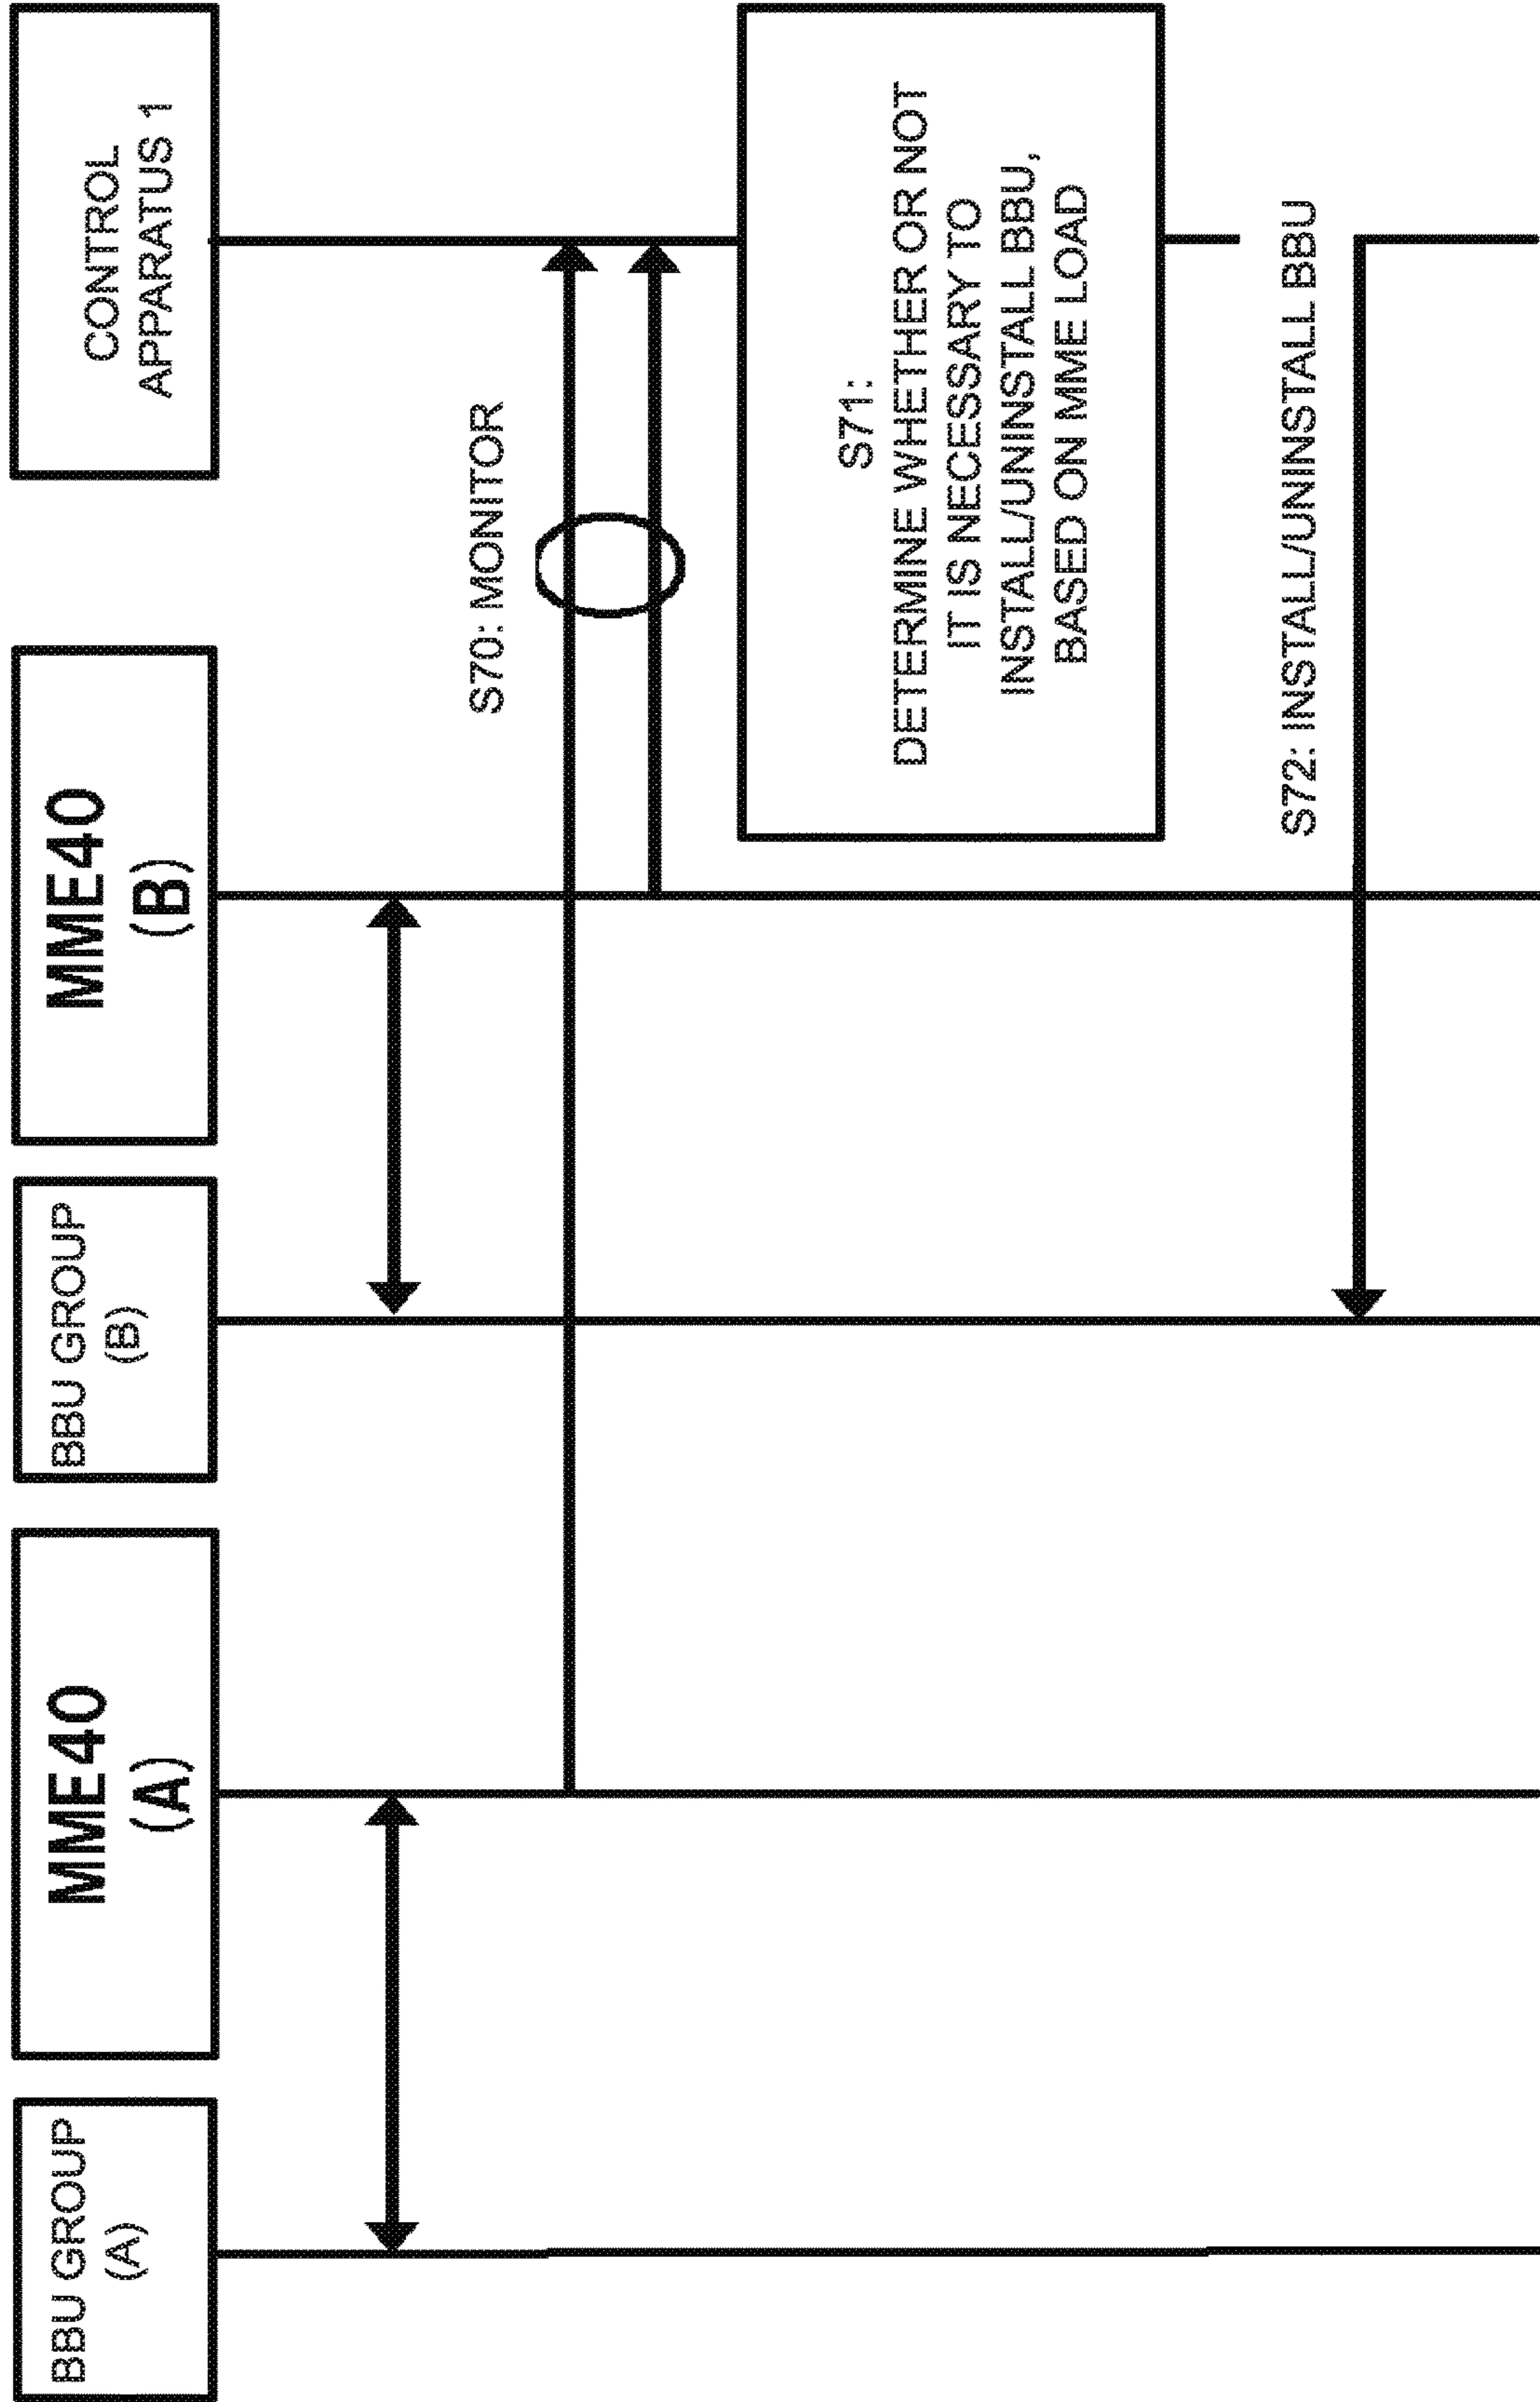 BBU GROUP
(A)
MME40
(A)
BBU GROUP
(B)
MME40
(B)
CONTROL
APPARATUS 1
S70: MONITOR
S71:
DETERMINE WHETHER OR NOT
IT IS NECESSARY TO
INSTALL/UNINSTALL BBU,
BASED ON MME LOAD
S72: INSTALL/UNINSTALL BBU